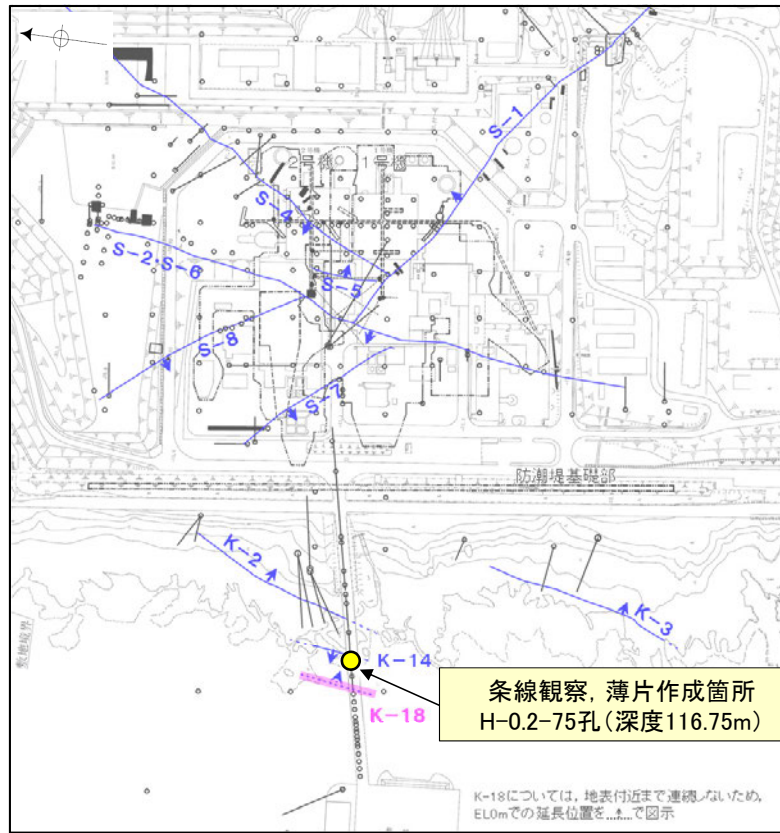 S-1
2号機
1号機
S-4
S-2・S-6
S-5
S-8
S-7
防潮堤基礎部
K-2
K-3
敷地境界
K-14
K-18
条線観察，薄片作成箇所
H-0.2-75孔（深度116.75m）
K-18については，地表付近まで連続しないため，
EL0mでの延長位置を で図示